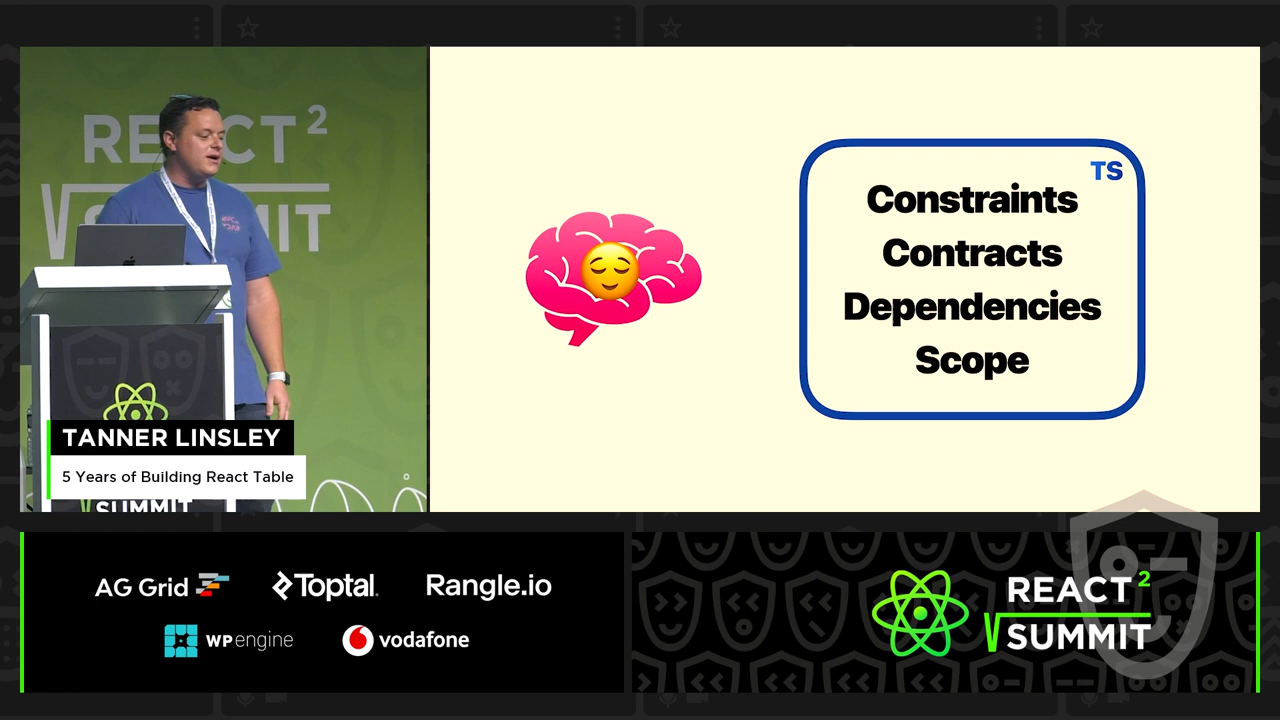 REACT 2
SUMMIT
TANNER LINSLEY
5 Years of Building React Table
SUMMIT
TS
Constraints
Contracts
Dependencies
Scope
AG Grid
Toptal
Rangle.io
WP engine
vodafone
REACT 2
SUMMIT